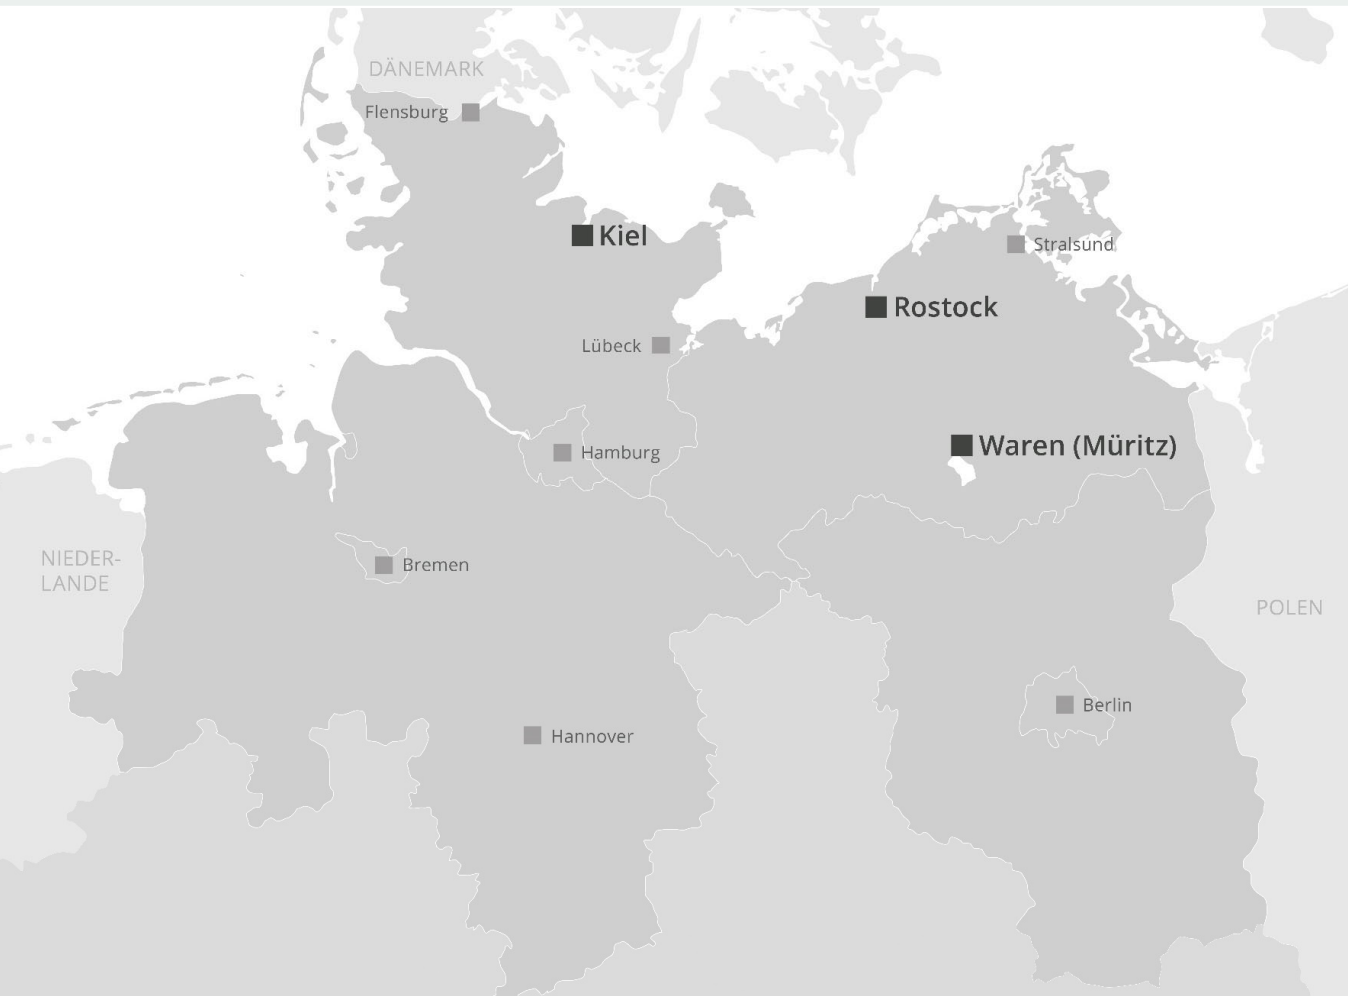 DÄNEMARK
Flensburg
Kiel
Stralsund
Rostock
Lübeck
Waren (Müritz)
Hamburg
NIEDER-
LANDE
Bremen
POLEN
Berlin
Hannover